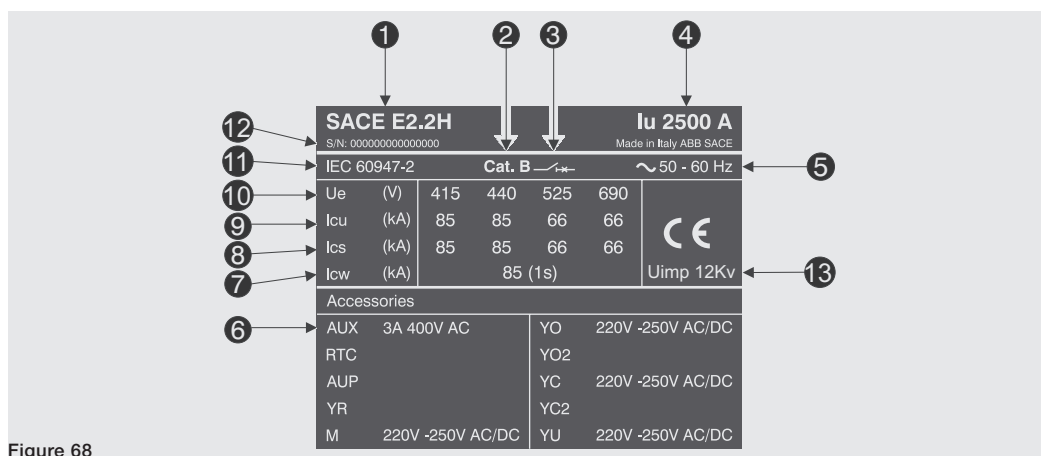 1 2 3 4
SACE E2.2H Iu 2500 A
12 S/N: 000000000000000 Made in Italy ABB SACE
11 IEC 60947-2 Cat. B 50 - 60 Hz 5
10 Ue (V) 415 440 525 690
9 Icu (kA) 85 85 66 66
8 Ics (kA) 85 85 66 66
CE
7 Icw (kA) 85 (1s) Uimp 12Kv 13
Accessories
6 AUX 3A 400V AC YO 220V -250V AC/DC
RTC YO2
AUP YC 220V -250V AC/DC
YR YC2
M 220V -250V AC/DC YU 220V -250V AC/DC
Figure 68